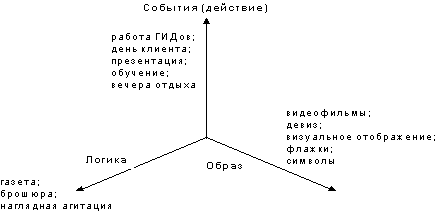 События (действие)
работа ГИДов;
день клиента;
презентация;
обучение;
вечера отдыха
видеофильмы;
девиз;
визуальное отображение;
флажки;
символы
Логика
Образ
газета;
брошюра;
наглядная агитация